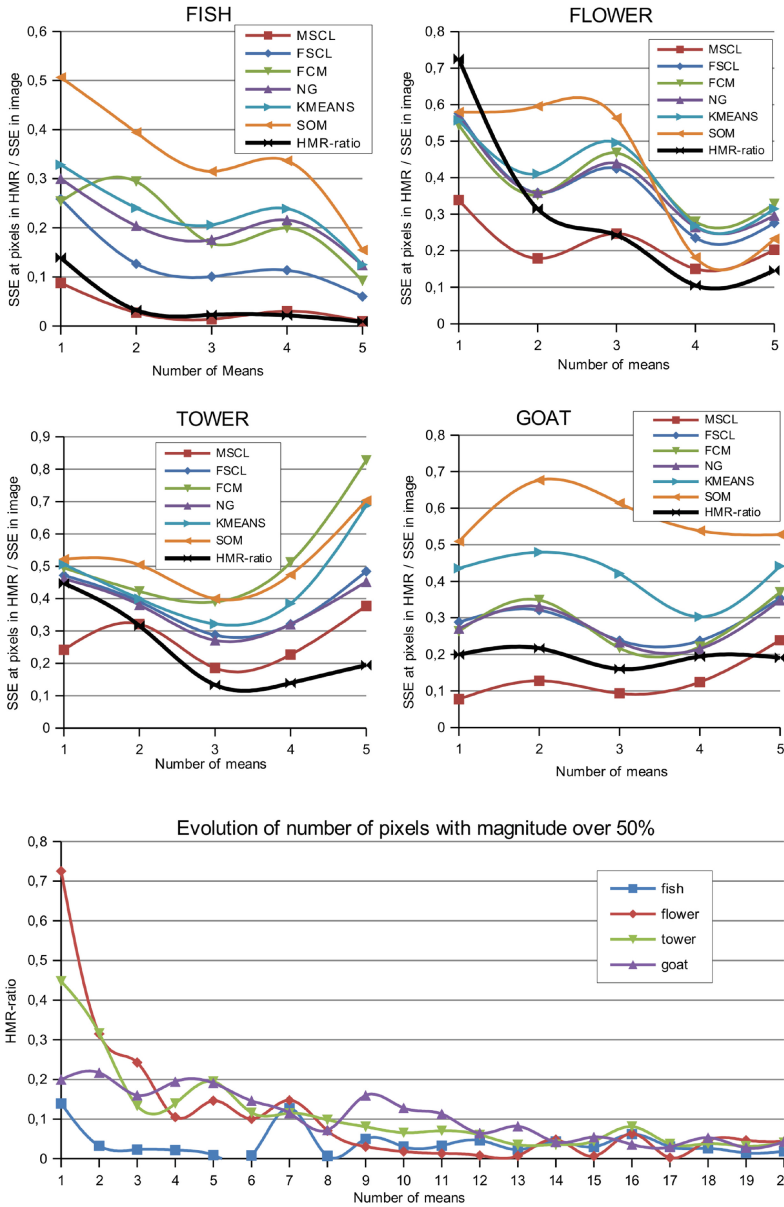 FISH
SSE at pixels in HMR / SSE in image
0,6
0,5
0,4
0,3
0,2
0,1
0
1 2 3 4 5
Number of Means
MSCL
FSCL
FCM
NG
KMEANS
SOM
HMR-ratio
FLOWER
SSE at pixels in HMR / SSE in image
0,8
0,7
0,6
0,5
0,4
0,3
0,2
0,1
0
1 2 3 4 5
Number of means
MSCL
FSCL
FCM
NG
KMEANS
SOM
HMR-ratio
TOWER
SSE at pixels in HMR / SSE in image
0,9
0,8
0,7
0,6
0,5
0,4
0,3
0,2
0,1
0
1 2 3 4 5
Number of means
MSCL
FSCL
FCM
NG
KMEANS
SOM
HMR-ratio
GOAT
SSE at pixels in HMR / SSE in image
0,8
0,7
0,6
0,5
0,4
0,3
0,2
0,1
0
1 2 3 4 5
Number of means
MSCL
FSCL
FCM
NG
KMEANS
SOM
HMR-ratio
Evolution of number of pixels with magnitude over 50%
HMR-ratio
0,8
0,7
0,6
0,5
0,4
0,3
0,2
0,1
0
1 2 3 4 5 6 7 8 9 10 11 12 13 14 15 16 17 18 19
Number of means
fish
flower
tower
goat